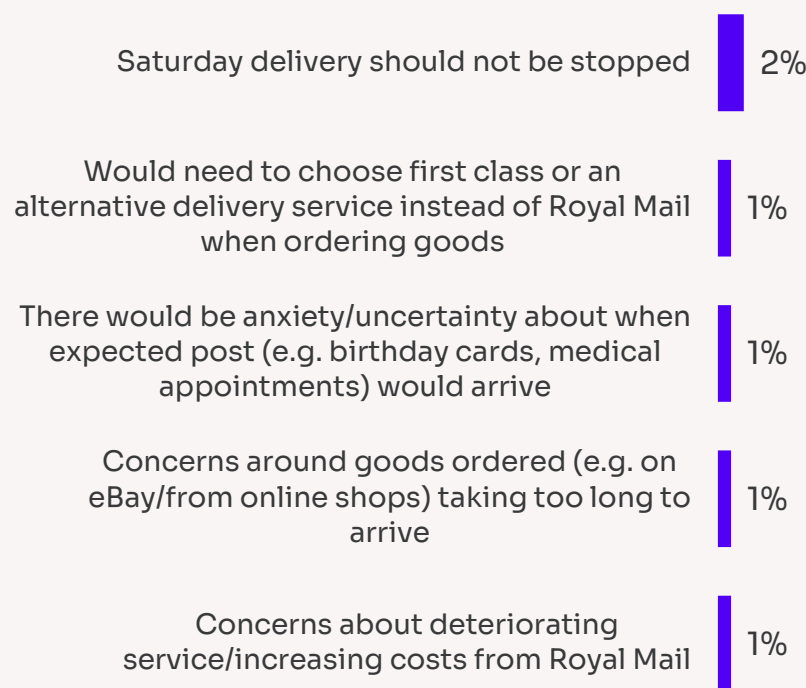 Saturday delivery should not be stopped 2%
Would need to choose first class or an
alternative delivery service instead of Royal Mail 1%
when ordering goods
There would be anxiety/uncertainty about when
expected post (e.g. birthday cards, medical 1%
appointments) would arrive
Concerns around goods ordered (e.g. on
eBay/from online shops) taking too long to 1%
arrive
Concerns about deteriorating
service/increasing costs from Royal Mail 1%